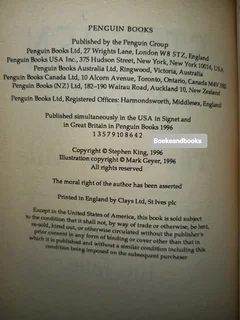 PENGUIN BOOKS
Published by the Penguin Group
Penguin Books Ltd, 27 Wrights Lane, London W8 5TZ, England
Penguin Books USA Inc., 375 Hudson Street, New York, New York 10014, USA
Penguin Books Australia Ltd, Ringwood, Victoria, Australia
Penguin Books Canada Ltd, 10 Alcorn Avenue, Toronto, Ontario, Canada M4V 3B2
Penguin Books (NZ) Ltd, 182–190 Wairau Road, Auckland 10, New Zealand
Penguin Books Ltd, Registered Offices: Harmondsworth, Middlesex, England
Published simultaneously in the USA in Signet and
in Great Britain in Penguin Books 1996
1 3 5 7 9 10 8 6 4 2
Boekeandbooks
Copyright © Stephen King, 1996
Illustration copyright © Mark Geyer, 1996
All rights reserved
The moral right of the author has been asserted
Printed in England by Clays Ltd, St Ives plc
Except in the United States of America, this book is sold subject
to the condition that it shall not, by way of trade or otherwise, be lent,
re-sold, hired out, or otherwise circulated without the publisher's
prior consent in any form of binding or cover other than that in
which it is published and without a similar condition including this
condition being imposed on the subsequent purchaser